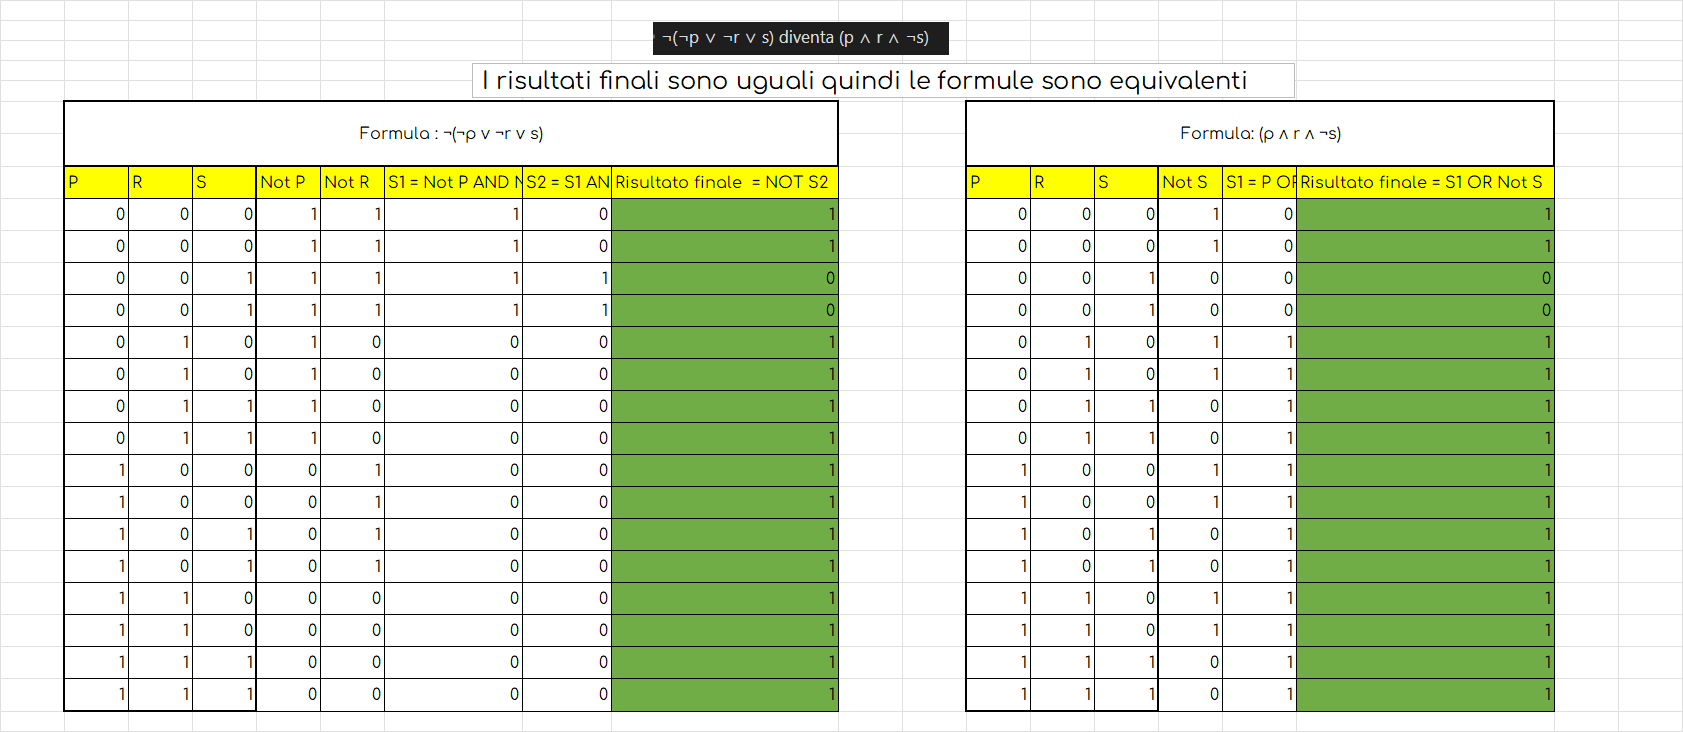 ¬(¬p ∨ ¬r ∨ s) diventa (p ∧ r ∧ ¬s)
I risultati finali sono uguali quindi le formule sono equivalenti
Formula : ¬(¬p ∨ ¬r ∨ s)
P R S Not P Not R S1 = Not P AND N S2 = S1 AN Risultato finale = NOT S2
0 0 0 1 1 1 0 1
0 0 0 1 1 1 0 1
0 0 1 1 1 1 1 0
0 0 1 1 1 1 1 0
0 1 0 1 0 0 0 1
0 1 0 1 0 0 0 1
0 1 1 1 0 0 0 1
0 1 1 1 0 0 0 1
1 0 0 0 1 0 0 1
1 0 0 0 1 0 0 1
1 0 1 0 1 0 0 1
1 0 1 0 1 0 0 1
1 1 0 0 0 0 0 1
1 1 0 0 0 0 0 1
1 1 1 0 0 0 0 1
1 1 1 0 0 0 0 1
Formula: (p ∧ r ∧ ¬s)
P R S Not S S1 = P OR Risultato finale = S1 OR Not S
0 0 0 1 0 1
0 0 0 1 0 1
0 0 1 0 0 0
0 0 1 0 0 0
0 1 0 1 1 1
0 1 0 1 1 1
0 1 1 0 1 1
0 1 1 0 1 1
1 0 0 1 1 1
1 0 0 1 1 1
1 0 1 0 1 1
1 0 1 0 1 1
1 1 0 1 1 1
1 1 0 1 1 1
1 1 1 0 1 1
1 1 1 0 1 1